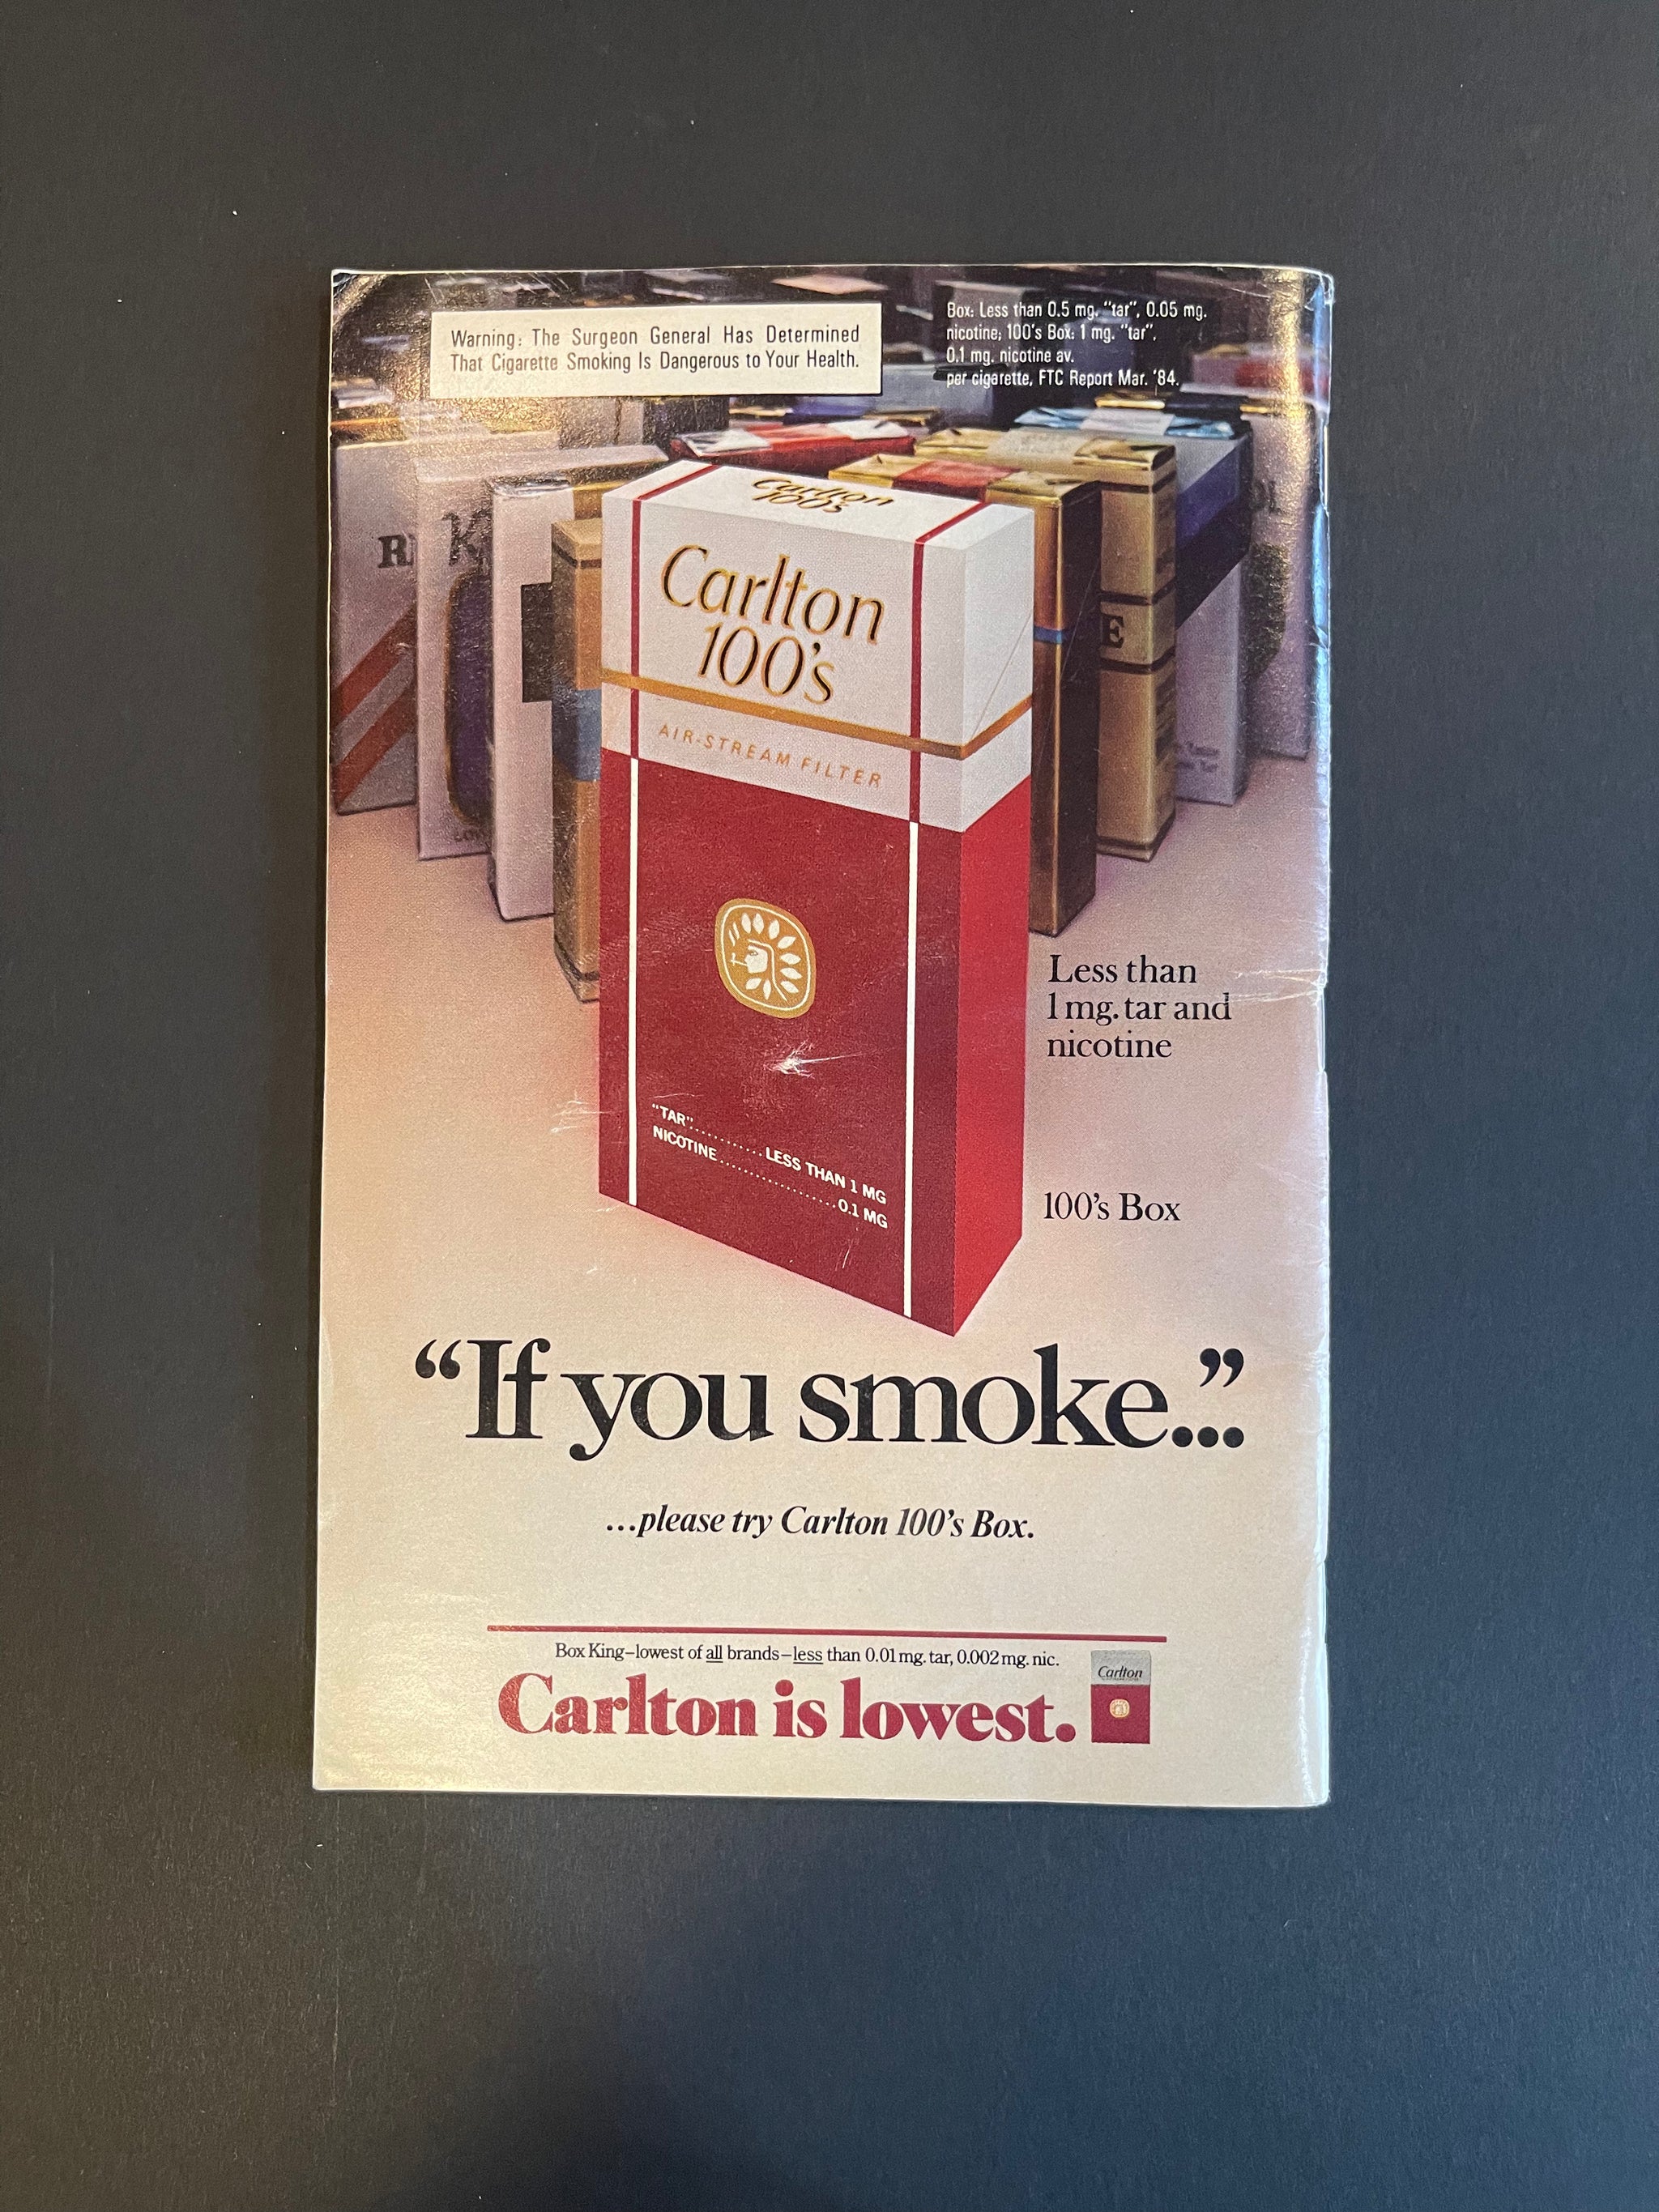 Warning: The Surgeon General Has Determined
That Cigarette Smoking Is Dangerous to Your Health.
Box: Less than 0.5 mg. "tar", 0.05 mg.
nicotine; 100's Box: 1 mg. "tar",
0.1 mg. nicotine av.
per cigarette, FTC Report Mar. '84.
Carlton
100's
Carlton
100's
AIR-STREAM FILTER
E
"TAR"...........LESS THAN 1 MG
NICOTINE....................0.1 MG
Less than
1 mg. tar and
nicotine
100's Box
“If you smoke...”
...please try Carlton 100's Box.
Box King–lowest of all brands–less than 0.01 mg. tar, 0.002 mg. nic.
Carlton is lowest.
Carlton